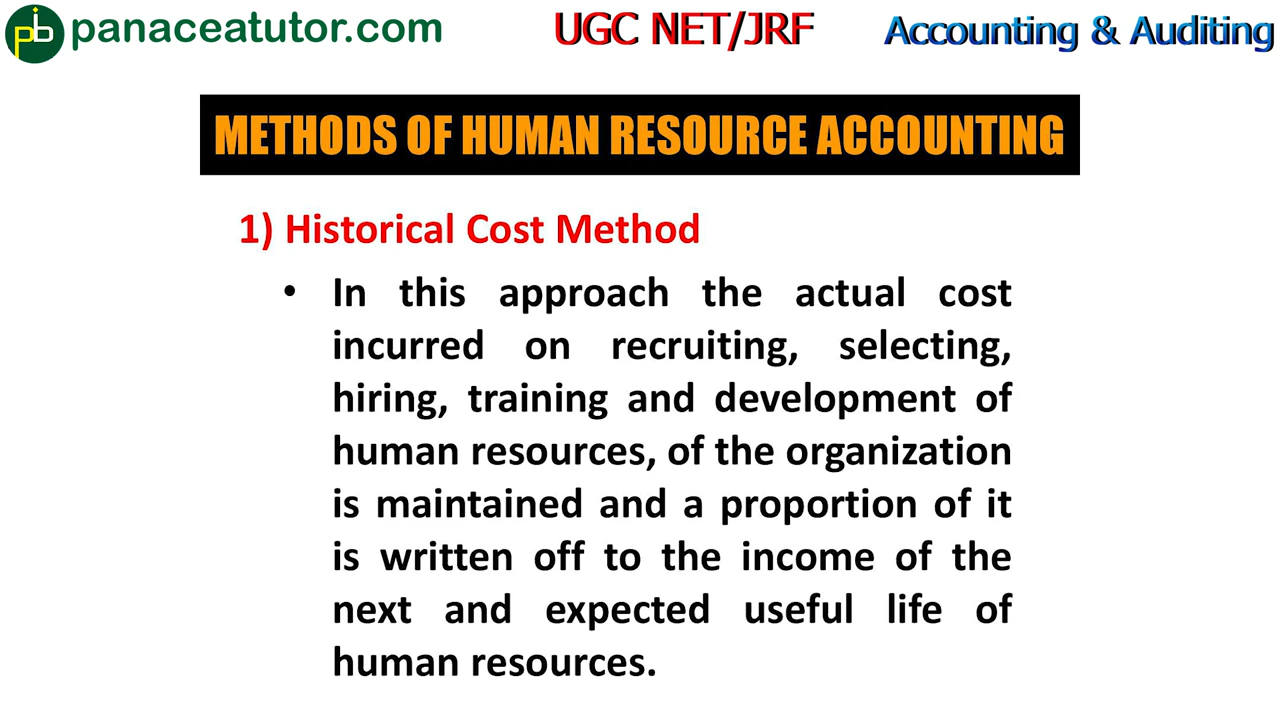 pib panaceatutor.com
UGC NET/JRF
Accounting & Auditing
METHODS OF HUMAN RESOURCE ACCOUNTING
1) Historical Cost Method
• In this approach the actual cost
incurred on recruiting, selecting,
hiring, training and development of
human resources, of the organization
is maintained and a proportion of it
is written off to the income of the
next and expected useful life of
human resources.